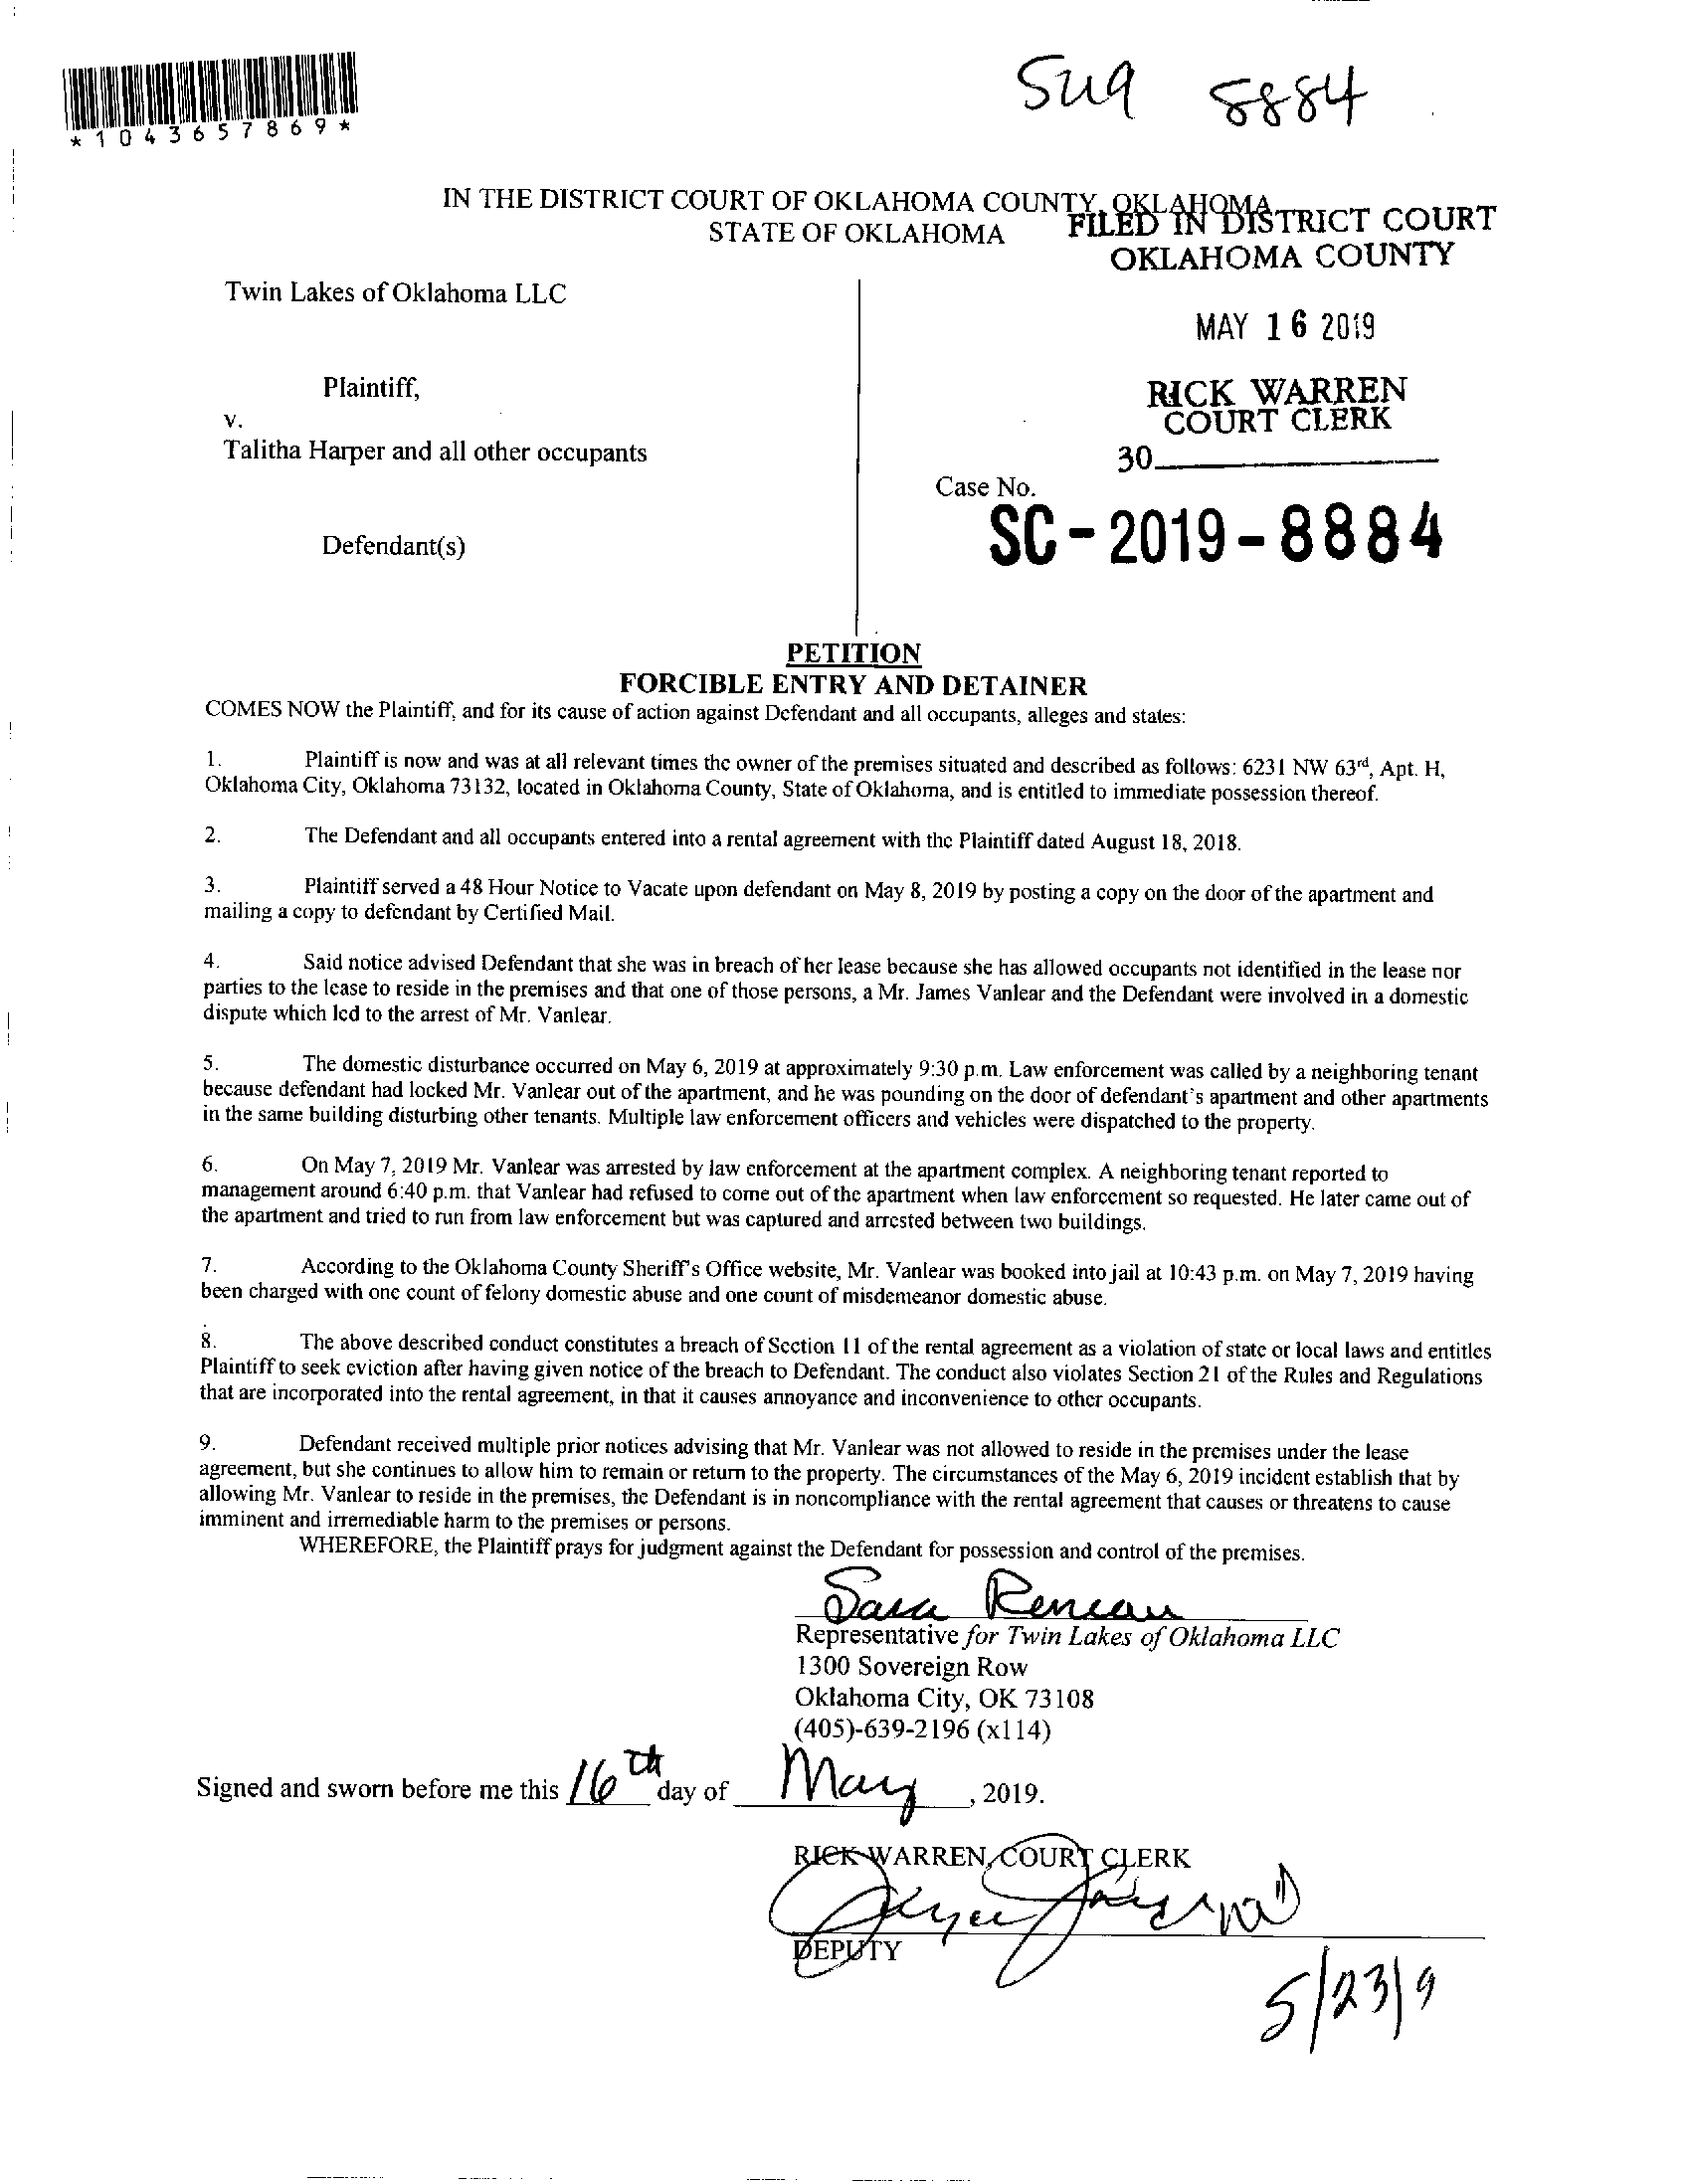 Sug 8884
*1043657869*
IN THE DISTRICT COURT OF OKLAHOMA COUNTY, OKLAHOMA
STATE OF OKLAHOMA
FILED IN DISTRICT COURT
OKLAHOMA COUNTY
Twin Lakes of Oklahoma LLC
MAY 16 2019
Plaintiff,
RICK WARREN
COURT CLERK
v.
Talitha Harper and all other occupants
30
Case No.
SC-2019-8884
Defendant(s)
PETITION
FORCIBLE ENTRY AND DETAINER
COMES NOW the Plaintiff, and for its cause of action against Defendant and all occupants, alleges and states:
1. Plaintiff is now and was at all relevant times the owner of the premises situated and described as follows: 6231 NW 63rd, Apt. H,
Oklahoma City, Oklahoma 73132, located in Oklahoma County, State of Oklahoma, and is entitled to immediate possession thereof.
2. The Defendant and all occupants entered into a rental agreement with the Plaintiff dated August 18, 2018.
3. Plaintiff served a 48 Hour Notice to Vacate upon defendant on May 8, 2019 by posting a copy on the door of the apartment and
mailing a copy to defendant by Certified Mail.
4. Said notice advised Defendant that she was in breach of her lease because she has allowed occupants not identified in the lease nor
parties to the lease to reside in the premises and that one of those persons, a Mr. James Vanlear and the Defendant were involved in a domestic
dispute which led to the arrest of Mr. Vanlear.
5. The domestic disturbance occurred on May 6, 2019 at approximately 9:30 p.m. Law enforcement was called by a neighboring tenant
because defendant had locked Mr. Vanlear out of the apartment, and he was pounding on the door of defendant's apartment and other apartments
in the same building disturbing other tenants. Multiple law enforcement officers and vehicles were dispatched to the property.
6. On May 7, 2019 Mr. Vanlear was arrested by law enforcement at the apartment complex. A neighboring tenant reported to
management around 6:40 p.m. that Vanlear had refused to come out of the apartment when law enforcement so requested. He later came out of
the apartment and tried to run from law enforcement but was captured and arrested between two buildings.
7. According to the Oklahoma County Sheriff's Office website, Mr. Vanlear was booked into jail at 10:43 p.m. on May 7, 2019 having
been charged with one count of felony domestic abuse and one count of misdemeanor domestic abuse.
8. The above described conduct constitutes a breach of Section 11 of the rental agreement as a violation of state or local laws and entitles
Plaintiff to seek eviction after having given notice of the breach to Defendant. The conduct also violates Section 21 of the Rules and Regulations
that are incorporated into the rental agreement, in that it causes annoyance and inconvenience to other occupants.
9. Defendant received multiple prior notices advising that Mr. Vanlear was not allowed to reside in the premises under the lease
agreement, but she continues to allow him to remain or return to the property. The circumstances of the May 6, 2019 incident establish that by
allowing Mr. Vanlear to reside in the premises, the Defendant is in noncompliance with the rental agreement that causes or threatens to cause
imminent and irremediable harm to the premises or persons.
WHEREFORE, the Plaintiff prays for judgment against the Defendant for possession and control of the premises.
Sara Reneau
Representative for Twin Lakes of Oklahoma LLC
1300 Sovereign Row
Oklahoma City, OK 73108
(405)-639-2196 (x114)
Signed and sworn before me this 16th day of May, 2019.
RICK WARREN, COURT CLERK
DEPUTY
5/23/9